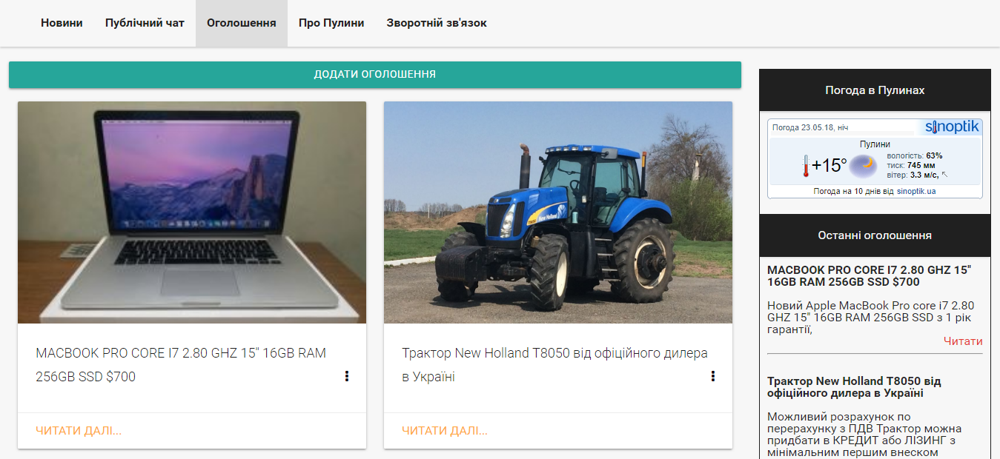 Новини Публічний чат Оголошення Про Пулини Зворотній зв'язок
ДОДАТИ ОГОЛОШЕННЯ
New Holland
MACBOOK PRO CORE I7 2.80 GHZ 15" 16GB RAM
256GB SSD $700
ЧИТАТИ ДАЛІ...
Трактор New Holland T8050 від офіційного дилера
в Україні
ЧИТАТИ ДАЛІ...
Погода в Пулинах
Погода 23.05.18, ніч
sinoptik
Пулини
+15°
вологість: 63%
тиск: 745 мм
вітер: 3.3 м/с,
Погода на 10 днів від sinoptik.ua
Останні оголошення
MACBOOK PRO CORE I7 2.80 GHZ 15"
16GB RAM 256GB SSD $700
Новий Apple MacBook Pro core i7 2.80
GHZ 15" 16GB RAM 256GB SSD з 1 рік
гарантії,
Читати
Трактор New Holland T8050 від
офіційного дилера в Україні
Можливий розрахунок по
перерахунку з ПДВ Трактор можна
придбати в КРЕДИТ або ЛІЗИНГ з
мінімальним першим внеском